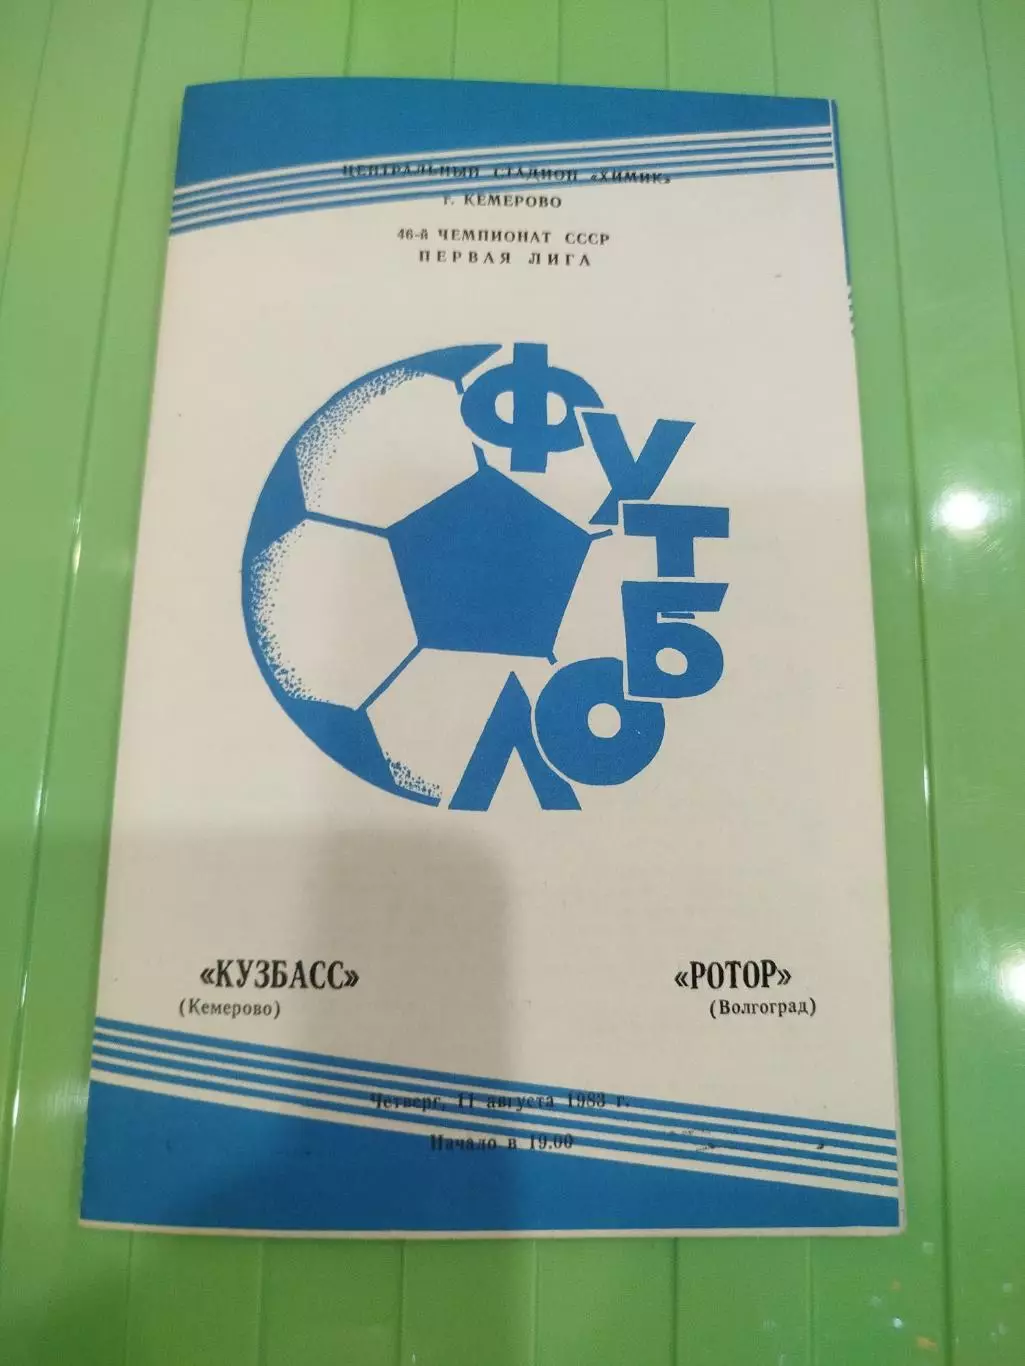 ЦЕНТРАЛЬНЫЙ СТАДИОН «ХИМИК»
г. КЕМЕРОВО
46-й ЧЕМПИОНАТ СССР
ПЕРВАЯ ЛИГА
ФУТБОЛ
«КУЗБАСС» «РОТОР»
(Кемерово) (Волгоград)
Четверг, 11 августа 1983 г.
Начало в 19.00